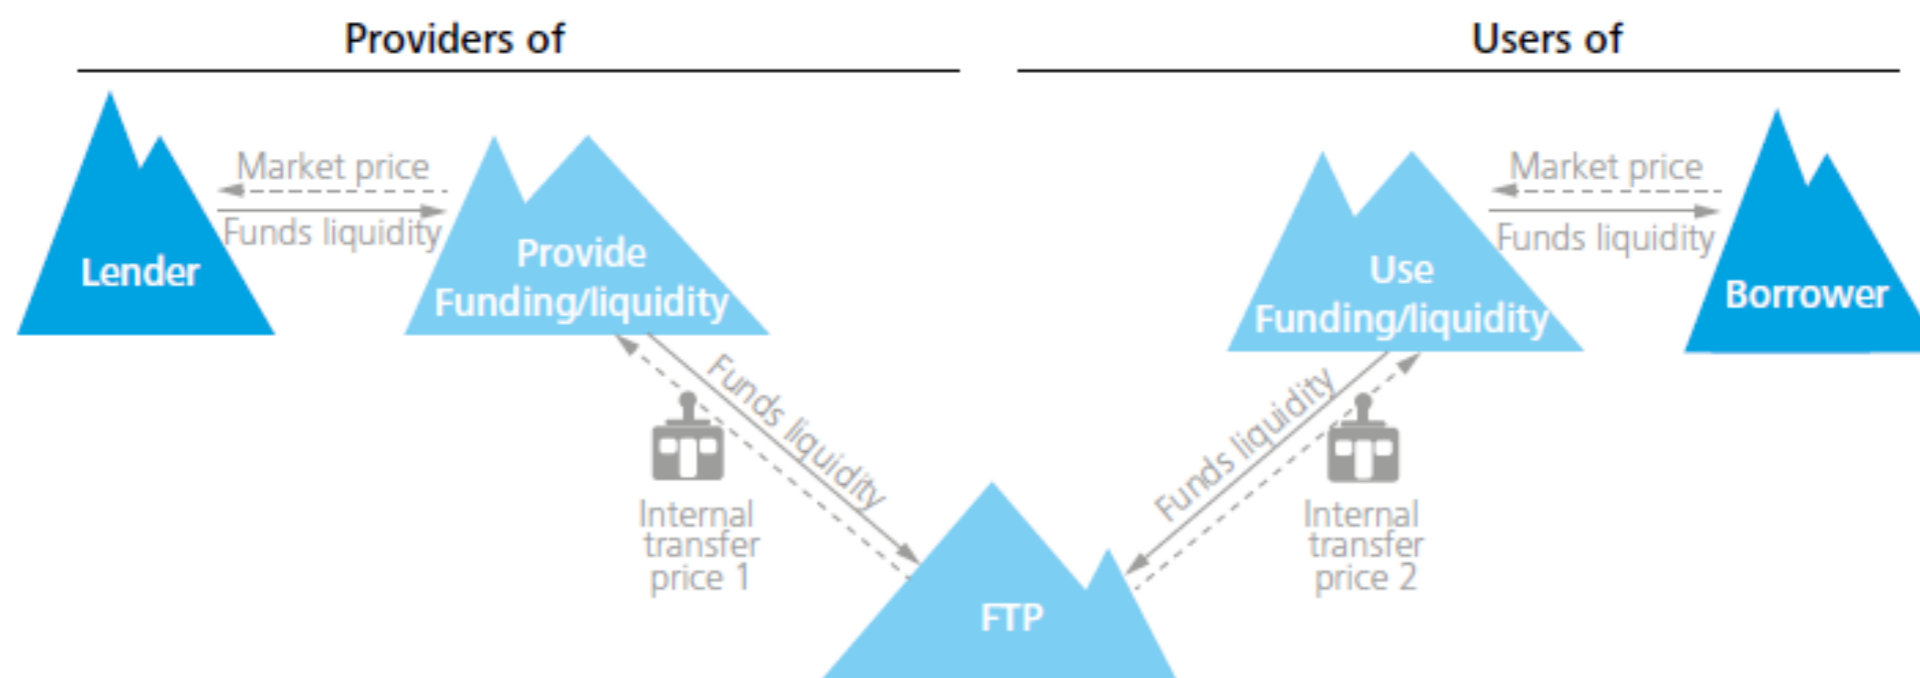 Providers of
Users of
Market price
Funds liquidity
Lender
Provide
Funding/liquidity
Market price
Funds liquidity
Use
Funding/liquidity
Borrower
Funds liquidity
Internal
transfer
price 1
Funds liquidity
Internal
transfer
price 2
FTP